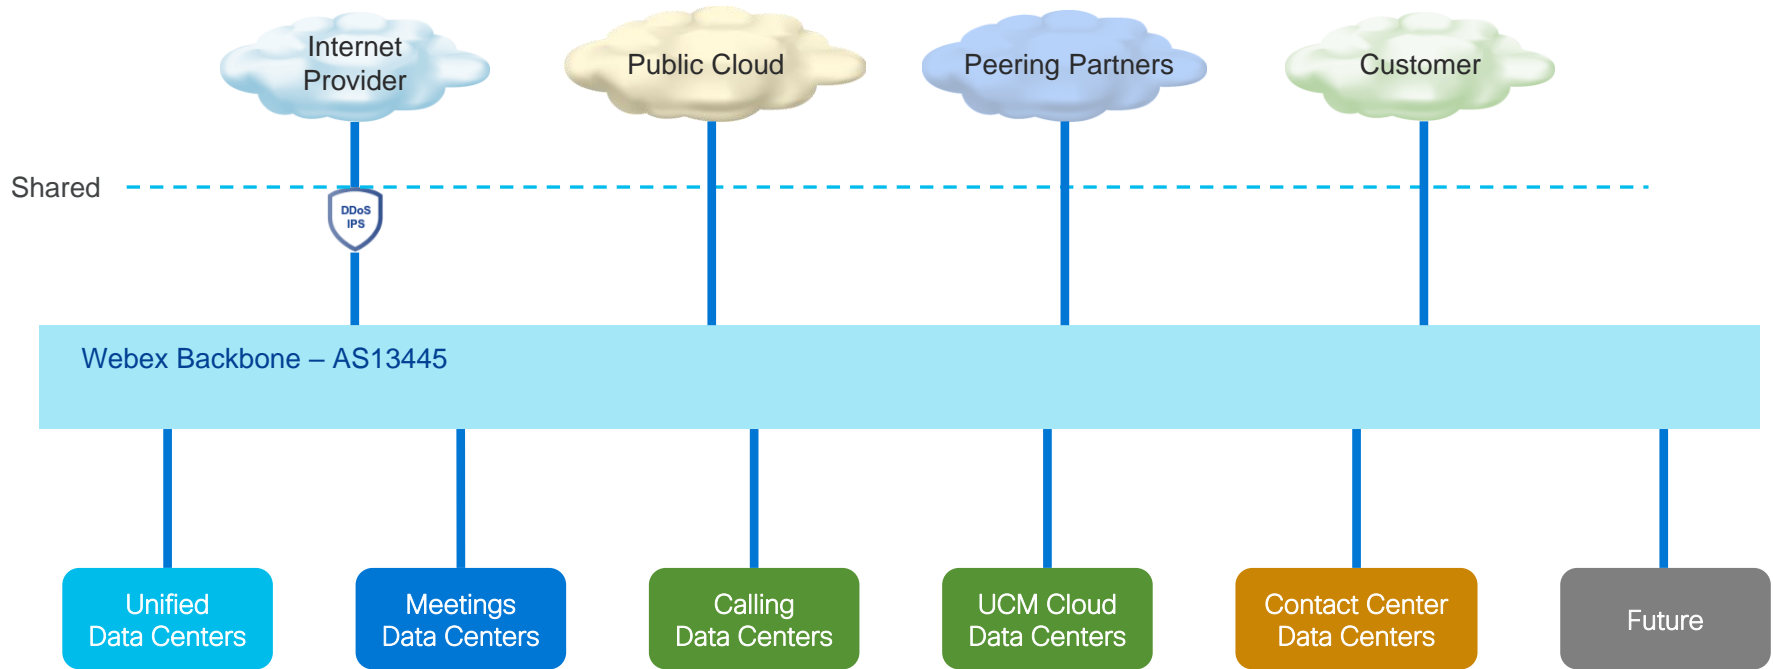 Internet
Provider
Public Cloud
Peering Partners
Customer
Shared
DDoS
IPS
Webex Backbone – AS13445
Unified
Data Centers
Meetings
Data Centers
Calling
Data Centers
UCM Cloud
Data Centers
Contact Center
Data Centers
Future